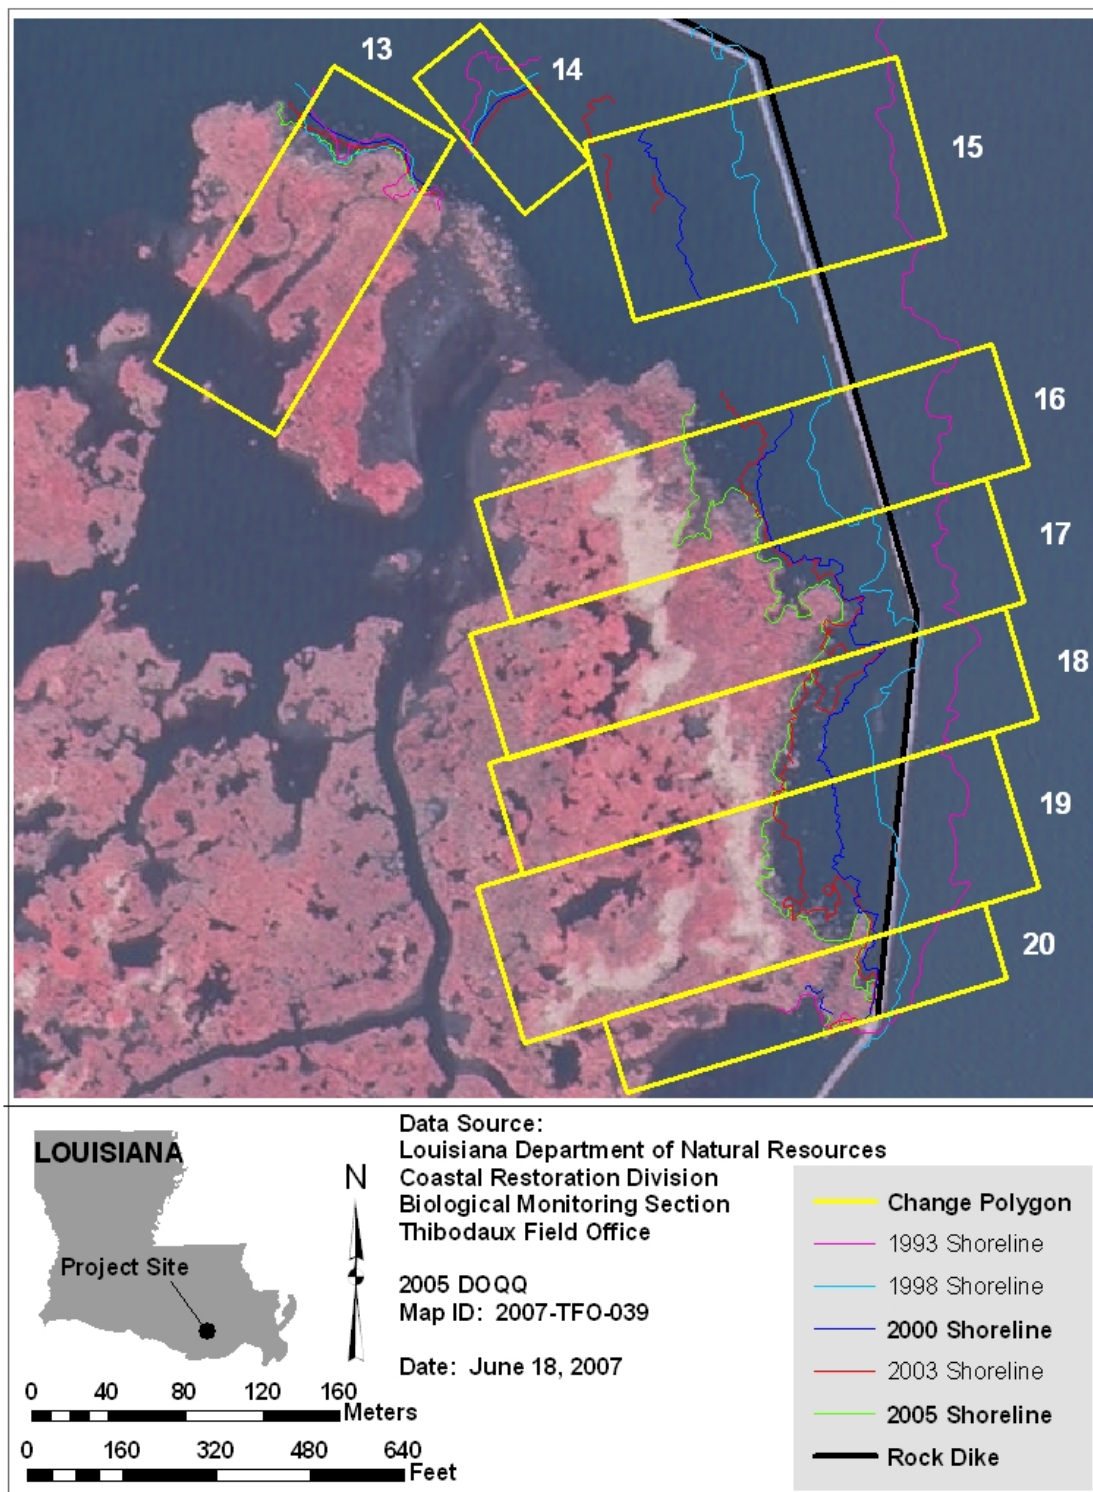 13
14
15
16
17
18
19
20
LOUISIANA
Project Site
N
Data Source:
Louisiana Department of Natural Resources
Coastal Restoration Division
Biological Monitoring Section
Thibodaux Field Office
2005 DOQQ
Map ID: 2007-TFO-039
Date: June 18, 2007
0 40 80 120 160
Meters
0 160 320 480 640
Feet
Change Polygon
1993 Shoreline
1998 Shoreline
2000 Shoreline
2003 Shoreline
2005 Shoreline
Rock Dike